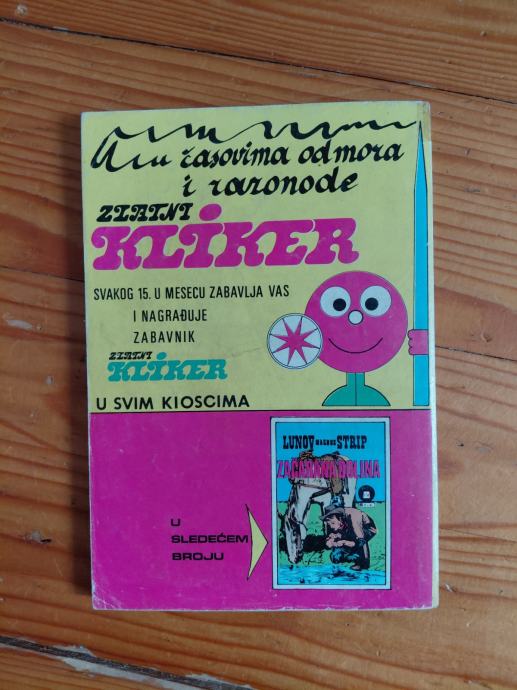 A u časovima odmora
i razonode
ZLATNI
KLIKER
SVAKOG 15. U MESECU ZABAVLJA VAS
I NAGRAĐUJE
ZABAVNIK
ZLATNI
KLIKER
U SVIM KIOSCIMA
LUNOV MAGNUS STRIP
ZAČARANA DOLINA
U
SLEDEĆEM
BROJU